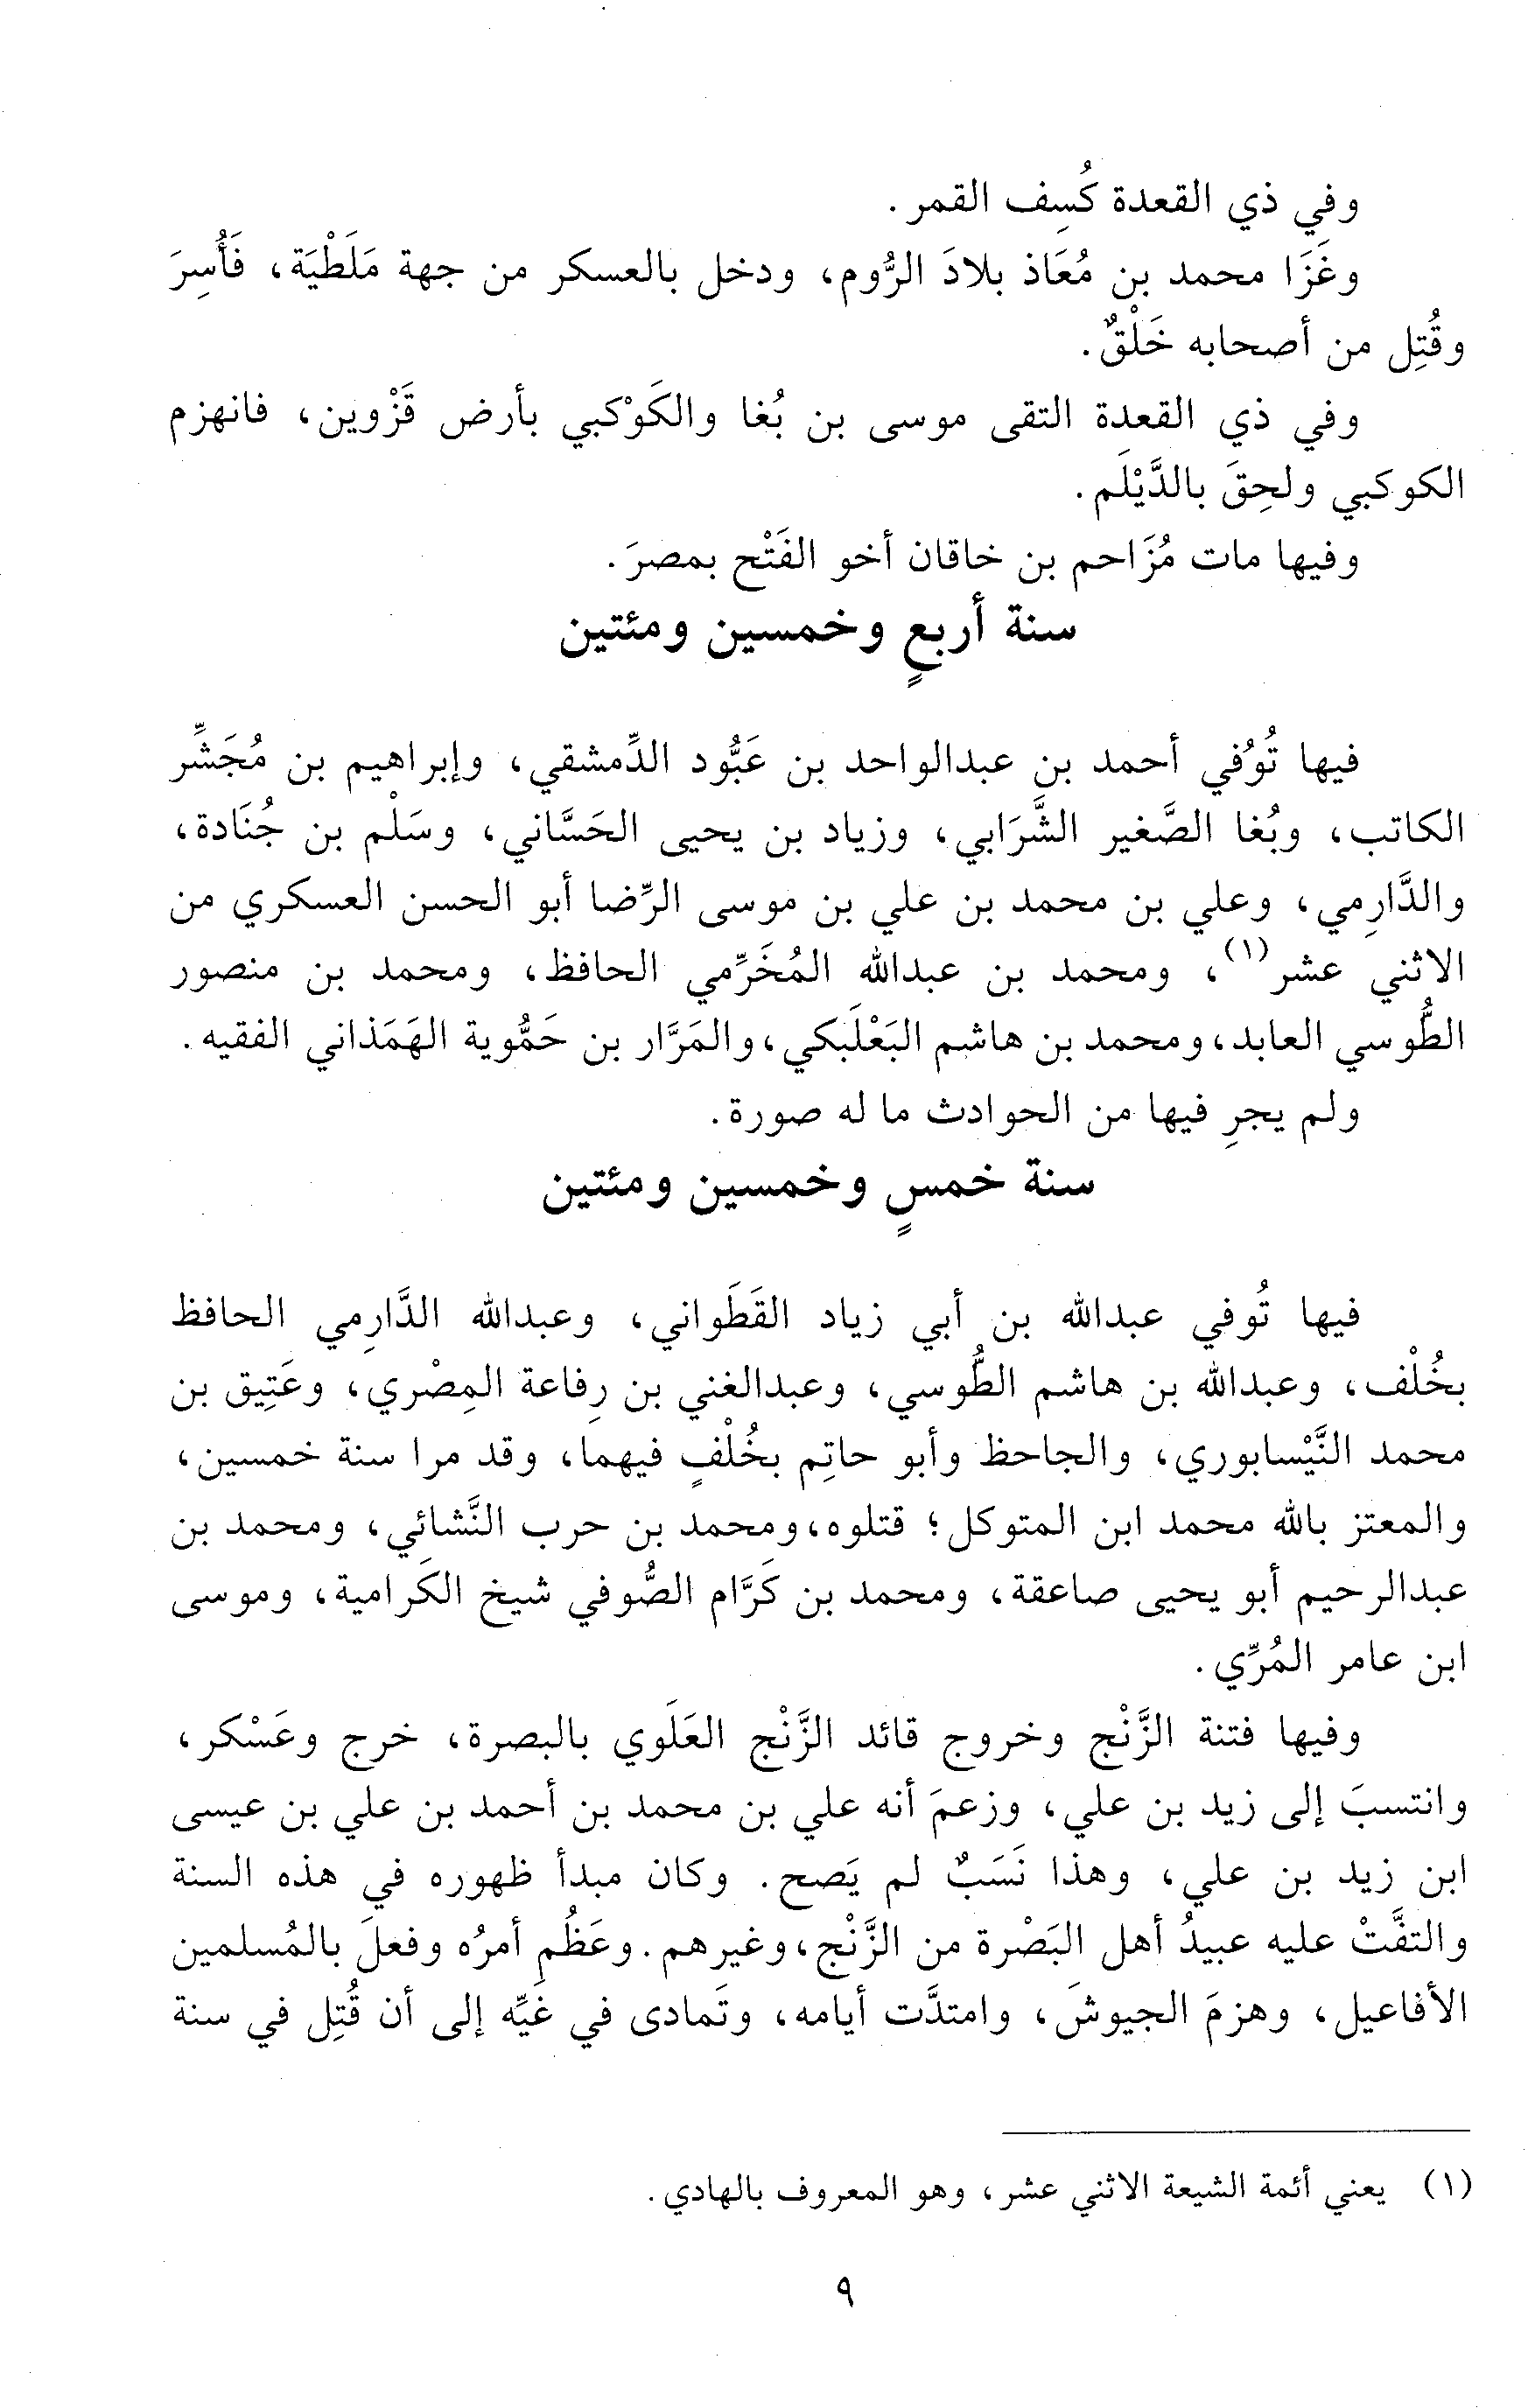 وفي ذي القعدة كُسِف القمر.
وغَزَا محمد بن مُعَاذ بلادَ الرُّوم، ودخل بالعسكر من جهة مَلَطْيَة، فَأُسِرَ
وقُتِل من أصحابه خَلْقٌ.
وفي ذي القعدة التقى موسى بن بُغا والكَوْكَبي بأرض قَزْوين، فانهزم
الكوكبي ولحِقَ بالدَّيْلَم.
وفيها مات مُزَاحم بن خاقان أخو الفَتْح بمصرَ.
سنة أربعٍ وخمسين ومئتين
فيها تُوُفي أحمد بن عبدالواحد بن عَبُّود الدِّمشقي، وإبراهيم بن مُجَشِّر
الكاتب، وبُغا الصَّغير الشَّرَابي، وزياد بن يحيى الحَسَّاني، وسَلْم بن جُنَادة،
والدَّارِمي، وعلي بن محمد بن علي بن موسى الرِّضا أبو الحسن العسكري من
الاثني عشر(١)، ومحمد بن عبدالله المُخَرِّمي الحافظ، ومحمد بن منصور
الطُّوسي العابد، ومحمد بن هاشم البَعْلَبكي، والمَرَّار بن حَمُّوية الهَمَذاني الفقيه.
ولم يجرِ فيها من الحوادث ما له صورة.
سنة خمسٍ وخمسين ومئتين
فيها تُوفي عبدالله بن أبي زياد القَطَواني، وعبدالله الدَّارِمي الحافظ
بخُلْف، وعبدالله بن هاشم الطُّوسي، وعبدالغني بن رِفاعة المِصْري، وعَتِيق بن
محمد النَّيْسابوري، والجاحظ وأبو حاتِم بخُلْفٍ فيهما، وقد مرا سنة خمسين،
والمعتز بالله محمد ابن المتوكل؛ قتلوه، ومحمد بن حرب النَّشائي، ومحمد بن
عبدالرحيم أبو يحيى صاعقة، ومحمد بن كَرَّام الصُّوفي شيخ الكَرامية، وموسى
ابن عامر المُرِّي.
وفيها فتنة الزَّنْج وخروج قائد الزَّنْج العَلَوي بالبصرة، خرج وعَسْكر،
وانتسبَ إلى زيد بن علي، وزعمَ أنه علي بن محمد بن أحمد بن علي بن عيسى
ابن زيد بن علي، وهذا نَسَبٌ لم يَصح. وكان مبدأ ظهوره في هذه السنة
والتفَّتْ عليه عبيدُ أهل البَصْرة من الزَّنْج، وغيرهم. وعَظُم أمرُه وفعلَ بالمُسلمين
الأفاعيل، وهزمَ الجيوشَ، وامتدَّت أيامه، وتَمادى في غَيِّه إلى أن قُتِل في سنة
(١) يعني أئمة الشيعة الاثني عشر، وهو المعروف بالهادي.
٩